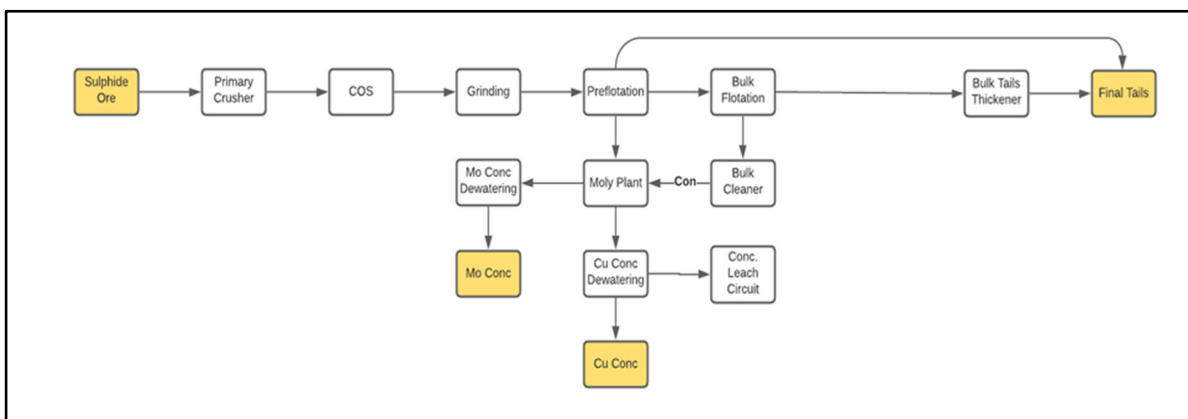 Sulphide
Ore
Primary
Crusher
COS
Grinding
Preflotation
Bulk
Flotation
Bulk Tails
Thickener
Final Tails
Mo Conc
Dewatering
Moly Plant
Con
Bulk
Cleaner
Mo Conc
Cu Conc
Dewatering
Conc.
Leach
Circuit
Cu Conc